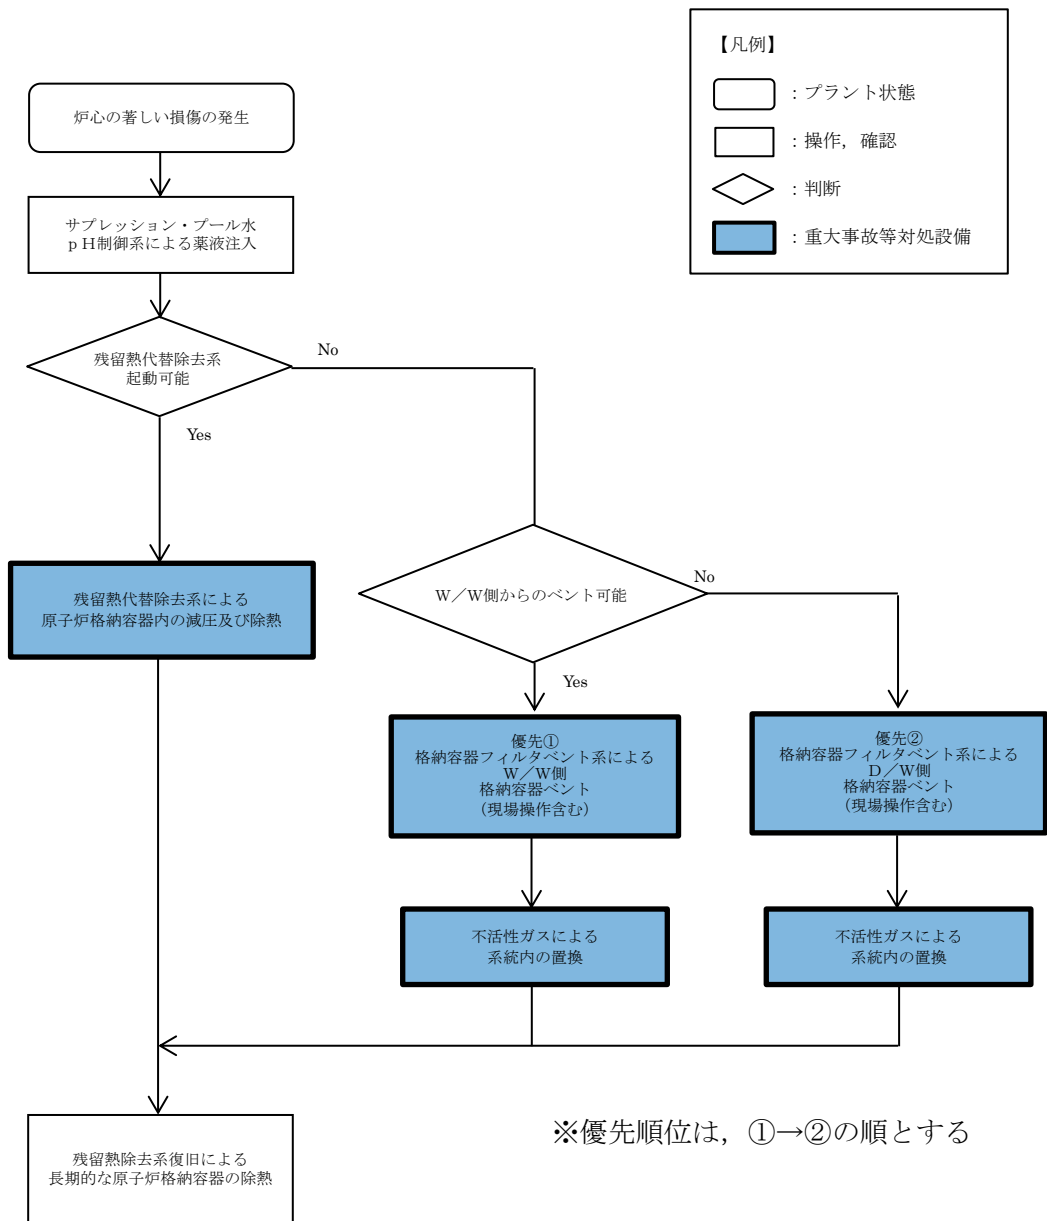 【凡例】
：プラント状態
：操作，確認
：判断
：重大事故等対処設備
炉心の著しい損傷の発生
サプレッション・プール水
ｐＨ制御系による薬液注入
残留熱代替除去系
起動可能
No
Yes
残留熱代替除去系による
原子炉格納容器内の減圧及び除熱
W／W側からのベント可能
No
Yes
優先①
格納容器フィルタベント系による
W／W側
格納容器ベント
（現場操作含む）
優先②
格納容器フィルタベント系による
D／W側
格納容器ベント
（現場操作含む）
不活性ガスによる
系統内の置換
不活性ガスによる
系統内の置換
※優先順位は，①→②の順とする
残留熱除去系復旧による
長期的な原子炉格納容器の除熱